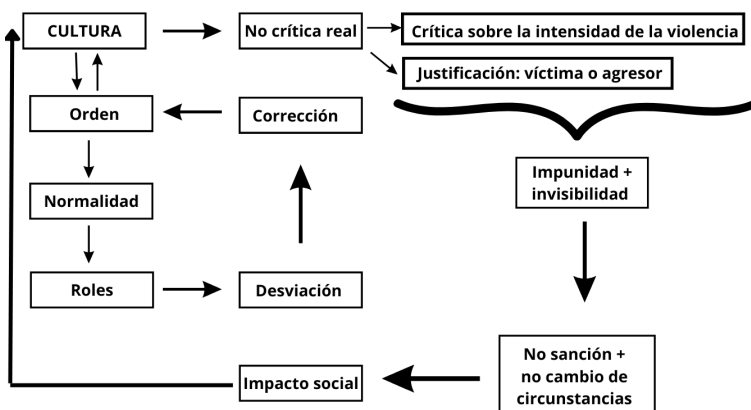 CULTURA
No crítica real
Crítica sobre la intensidad de la violencia
Justificación: víctima o agresor
Orden
Corrección
Impunidad +
invisibilidad
Normalidad
Roles
Desviación
No sanción +
no cambio de
circunstancias
Impacto social